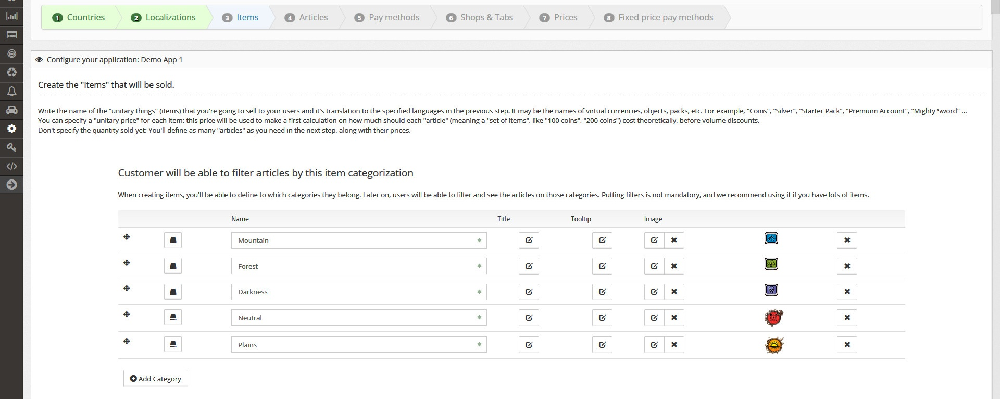 1 Countries
2 Localizations
3 Items
4 Articles
5 Pay methods
6 Shops & Tabs
7 Prices
8 Fixed price pay methods
Configure your application: Demo App 1
Create the "Items" that will be sold.
Write the name of the "unitary things" (items) that you're going to sell to your users and it's translation to the specified languages in the previous step. It may be the names of virtual currencies, objects, packs, etc. For example, "Coins", "Silver", "Starter Pack", "Premium Account", "Mighty Sword" ...
You can specify a "unitary price" for each item: this price will be used to make a first calculation on how much should each "article" (meaning a "set of items", like "100 coins", "200 coins") cost theoretically, before volume discounts.
Don't specify the quantity sold yet: You'll define as many "articles" as you need in the next step, along with their prices.
Customer will be able to filter articles by this item categorization
When creating items, you'll be able to define to which categories they belong. Later on, users will be able to filter and see the articles on those categories. Putting filters is not mandatory, and we recommend using it if you have lots of items.
Name Title Tooltip Image
Mountain
Forest
Darkness
Neutral
Plains
Add Category